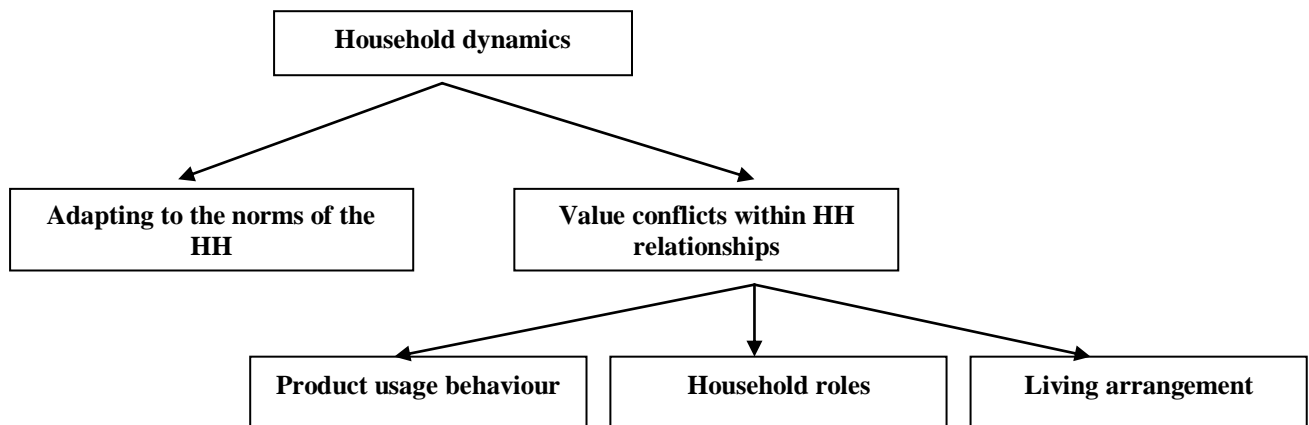 Household dynamics
Adapting to the norms of the
HH
Value conflicts within HH
relationships
Product usage behaviour
Household roles
Living arrangement